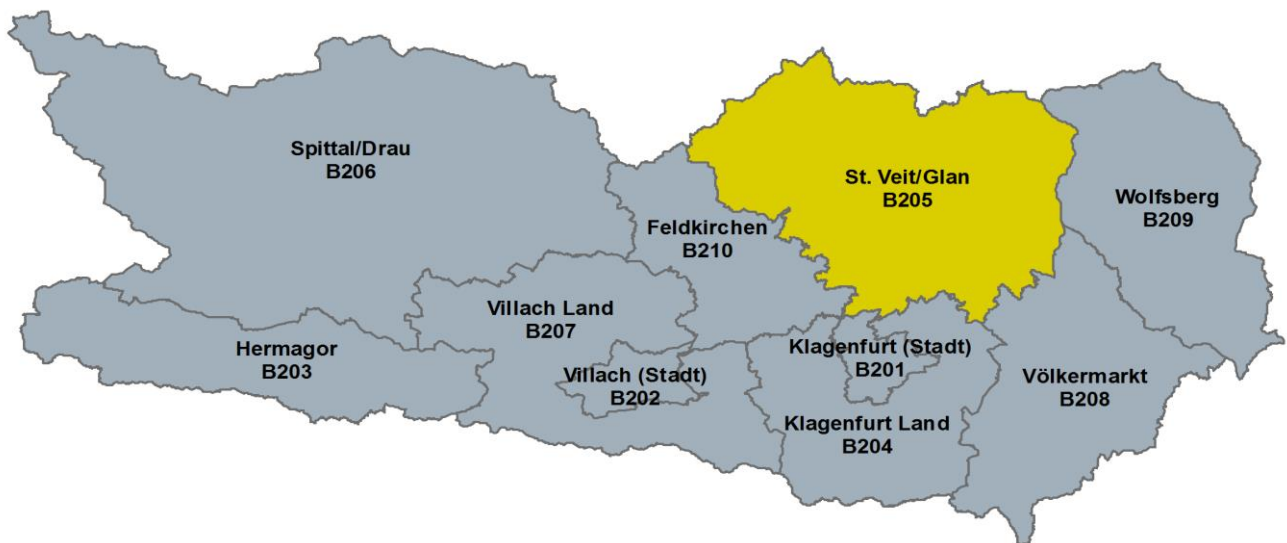 Spittal/Drau
B206
St. Veit/Glan
B205
Wolfsberg
B209
Feldkirchen
B210
Villach Land
B207
Hermagor
B203
Klagenfurt (Stadt)
B201
Villach (Stadt)
B202
Völkermarkt
B208
Klagenfurt Land
B204